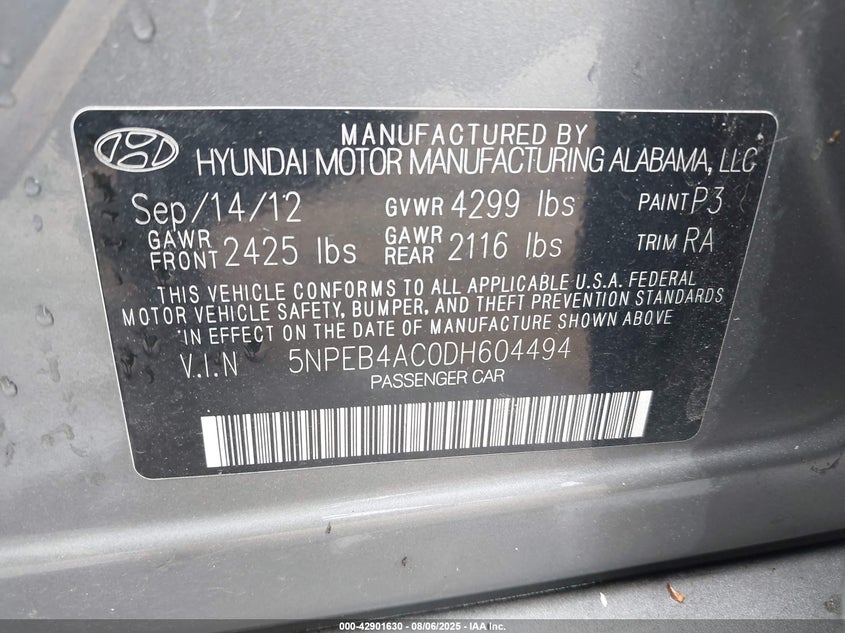 MANUFACTURED BY
HYUNDAI MOTOR MANUFACTURING ALABAMA, LLC
Sep/14/12 GVWR 4299 lbs PAINT P3
GAWR FRONT 2425 lbs GAWR REAR 2116 lbs TRIM RA
THIS VEHICLE CONFORMS TO ALL APPLICABLE U.S.A. FEDERAL
MOTOR VEHICLE SAFETY, BUMPER, AND THEFT PREVENTION STANDARDS
IN EFFECT ON THE DATE OF MANUFACTURE SHOWN ABOVE
V.I.N 5NPEB4AC0DH604494
PASSENGER CAR
000-42901630 - 08/06/2025 - IAA Inc.